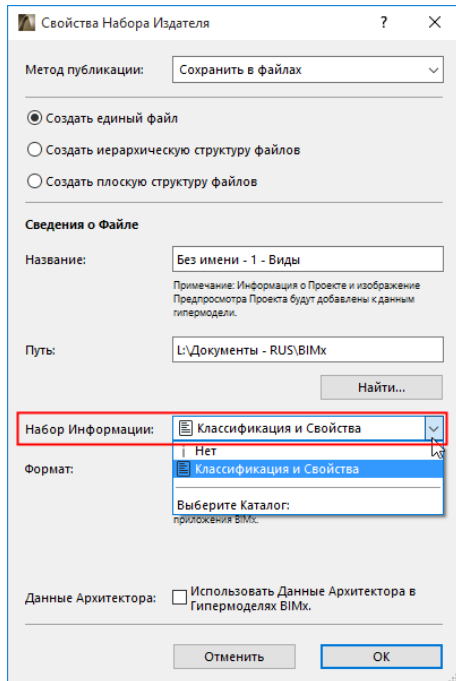 Свойства Набора Издателя
Метод публикации: Сохранить в файлах
Создать единый файл
Создать иерархическую структуру файлов
Создать плоскую структуру файлов
Сведения о Файле
Название: Без имени - 1 - Виды
Примечание: Информация о Проекте и изображение
Предпросмотра Проекта будут добавлены к данным
гипермодели.
Путь: L:\Документы - RUS\BIMx
Найти...
Набор Информации: Классификация и Свойства
Нет
Формат: Классификация и Свойства
Выберите Каталог:
приложения BIMx.
Данные Архитектора: Использовать Данные Архитектора в
Гипермоделях BIMx.
Отменить OK